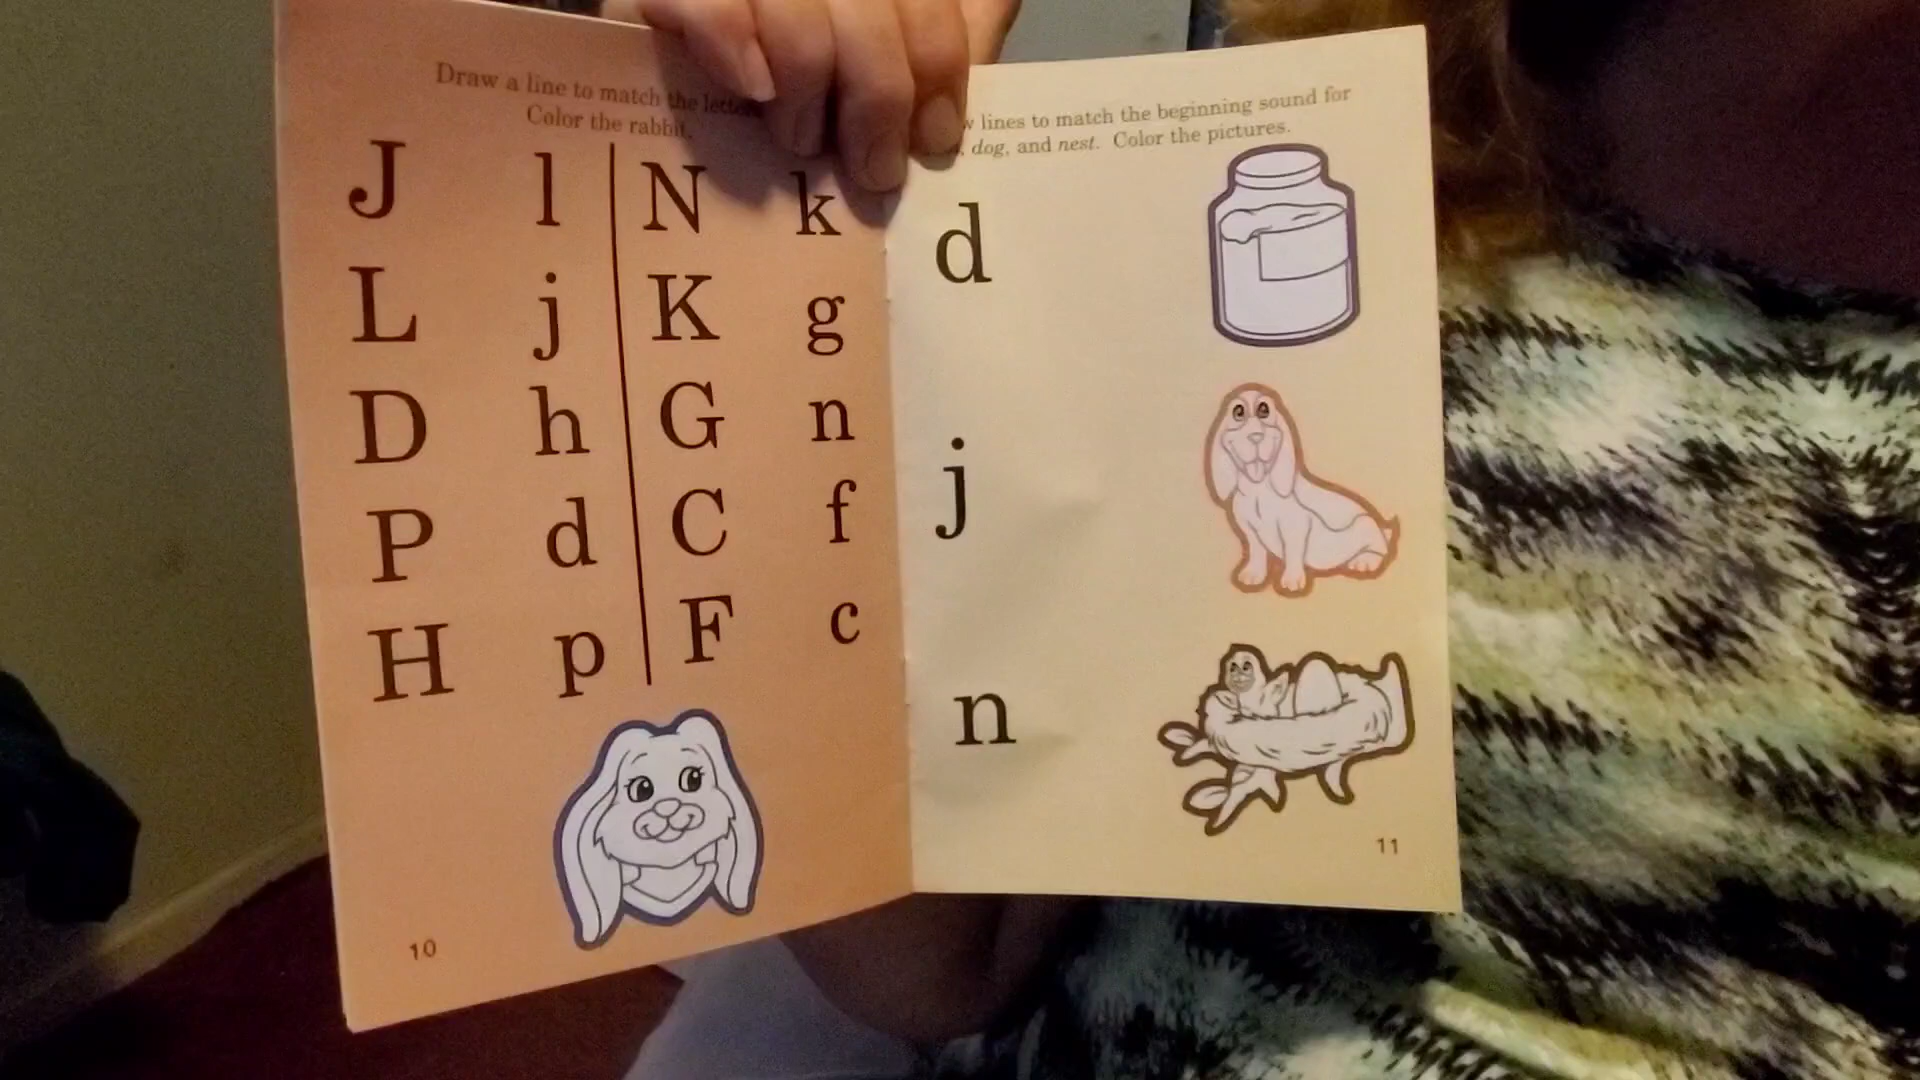 Draw a line to match the
Color the rabbit.
J l N k
L j K g
D h G n
P d C f
H p F c
10
lines to match the beginning sound for
dog, and nest. Color the pictures.
d
j
n
11